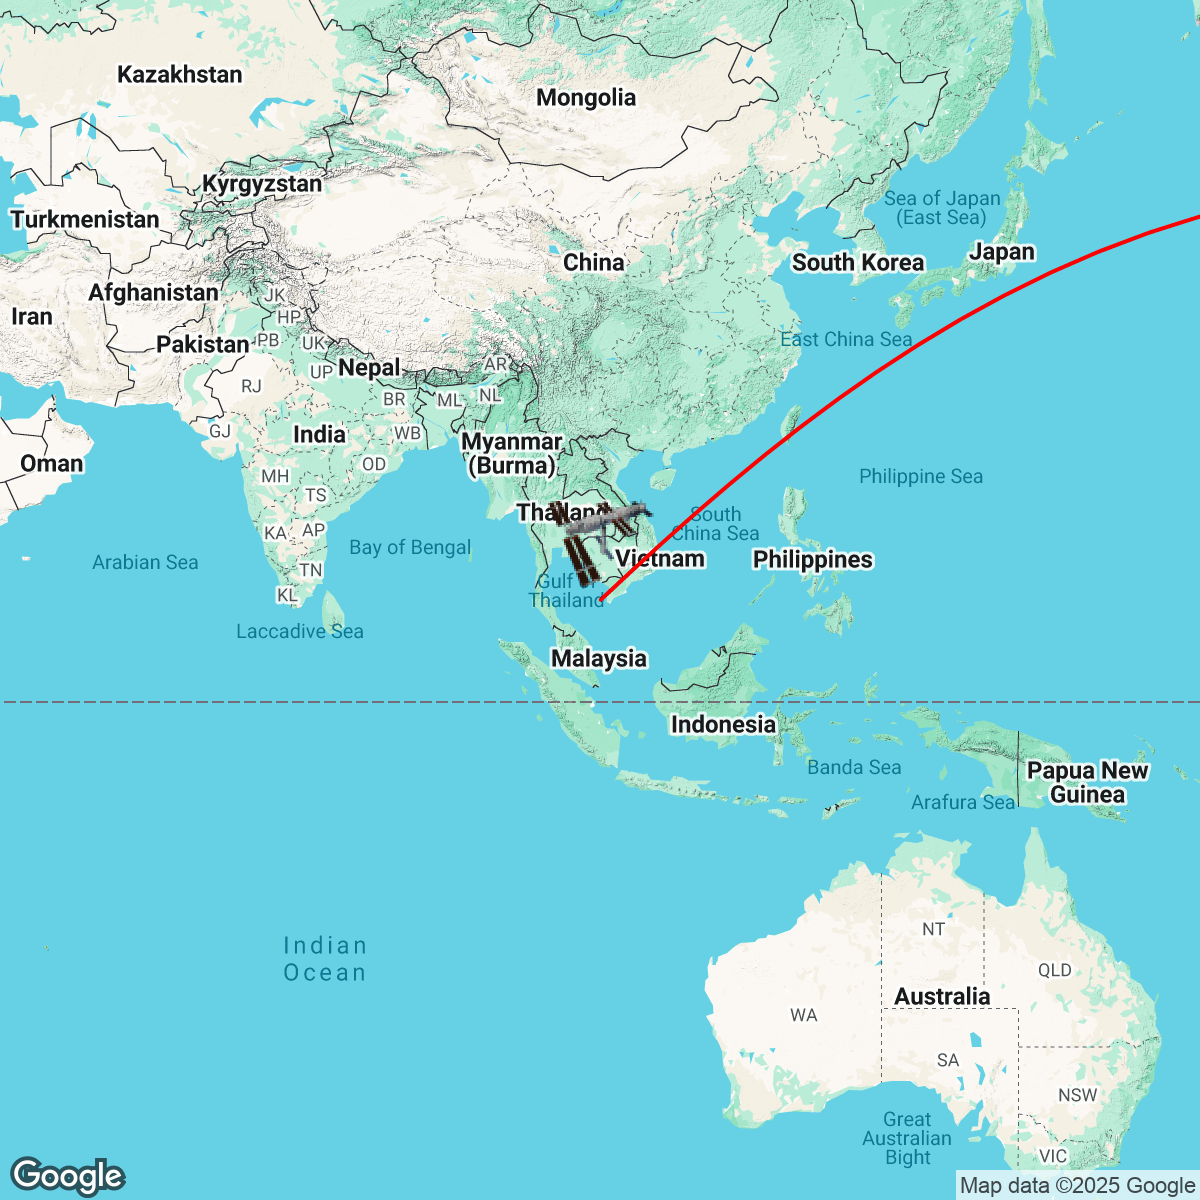 Kazakhstan
Mongolia
Kyrgyzstan
Turkmenistan
Sea of Japan
(East Sea)
Japan
China
South Korea
Afghanistan
JK
HP
Iran
Pakistan
PB
UK
East China Sea
Nepal
AR
UP
RJ
NL
BR
ML
GJ
India
WB
Myanmar
(Burma)
Oman
OD
MH
Philippine Sea
TS
Thailand
South
China Sea
KA
AP
Bay of Bengal
Arabian Sea
Vietnam
Philippines
TN
Gulf of
Thailand
KL
Laccadive Sea
Malaysia
Indonesia
Banda Sea
Papua New
Guinea
Arafura Sea
NT
Indian
Ocean
QLD
Australia
WA
SA
NSW
Great
Australian
Bight
VIC
Google
Map data ©2025 Google